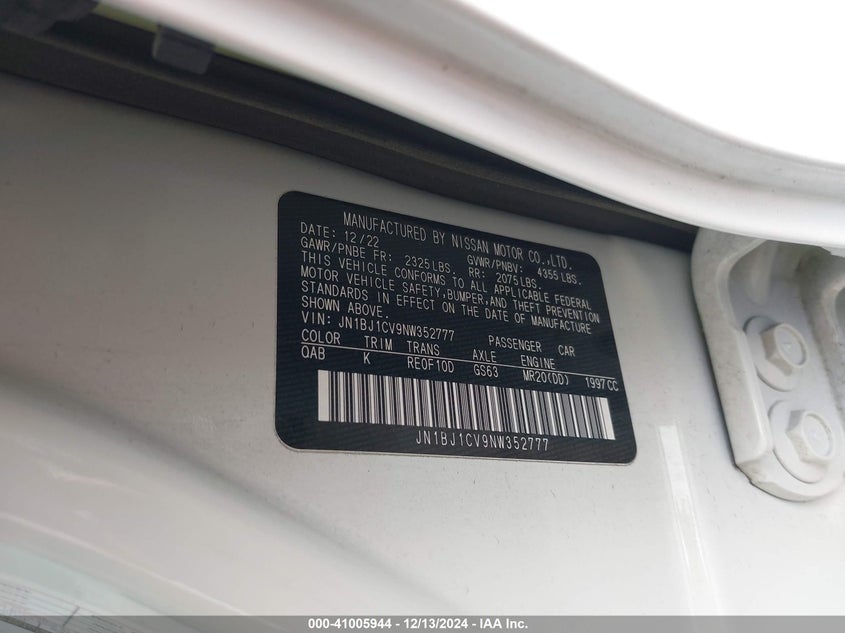 MANUFACTURED BY NISSAN MOTOR CO.,LTD.
DATE: 12/22 GVWR/PNBV: 4355 LBS.
GAWR/PNBE FR: 2325 LBS. RR: 2075 LBS.
THIS VEHICLE CONFORMS TO ALL APPLICABLE FEDERAL
MOTOR VEHICLE SAFETY, BUMPER, AND THEFT PREVENTION
STANDARDS IN EFFECT ON THE DATE OF MANUFACTURE
SHOWN ABOVE.
VIN: JN1BJ1CV9NW352777 PASSENGER CAR
COLOR TRIM TRANS AXLE ENGINE
QAB K RE0F10D GS63 MR20(DD) 1997CC
JN1BJ1CV9NW352777
000-41005944 - 12/13/2024 - IAA Inc.